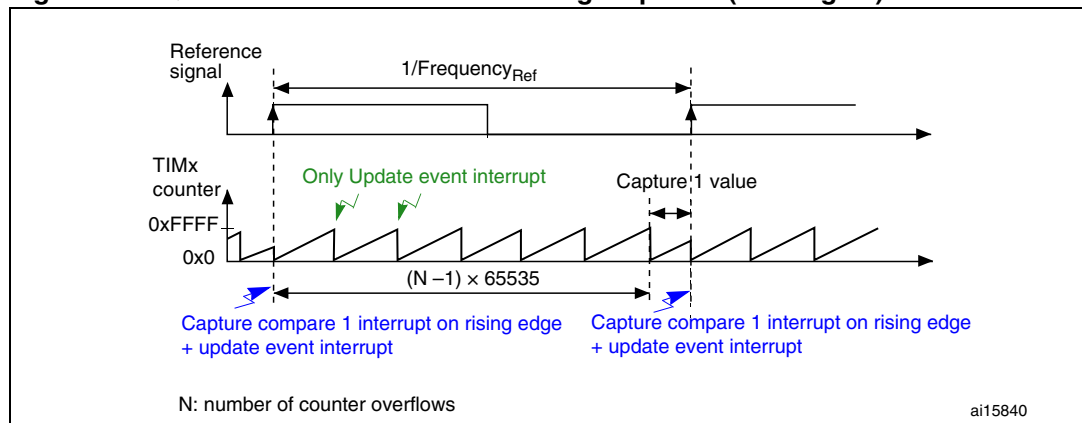 Reference
signal
1/FrequencyRef
TIMx
counter
Only Update event interrupt
Capture 1 value
0xFFFF
0x0
(N –1) × 65535
Capture compare 1 interrupt on rising edge
+ update event interrupt
Capture compare 1 interrupt on rising edge
+ update event interrupt
N: number of counter overflows
ai15840